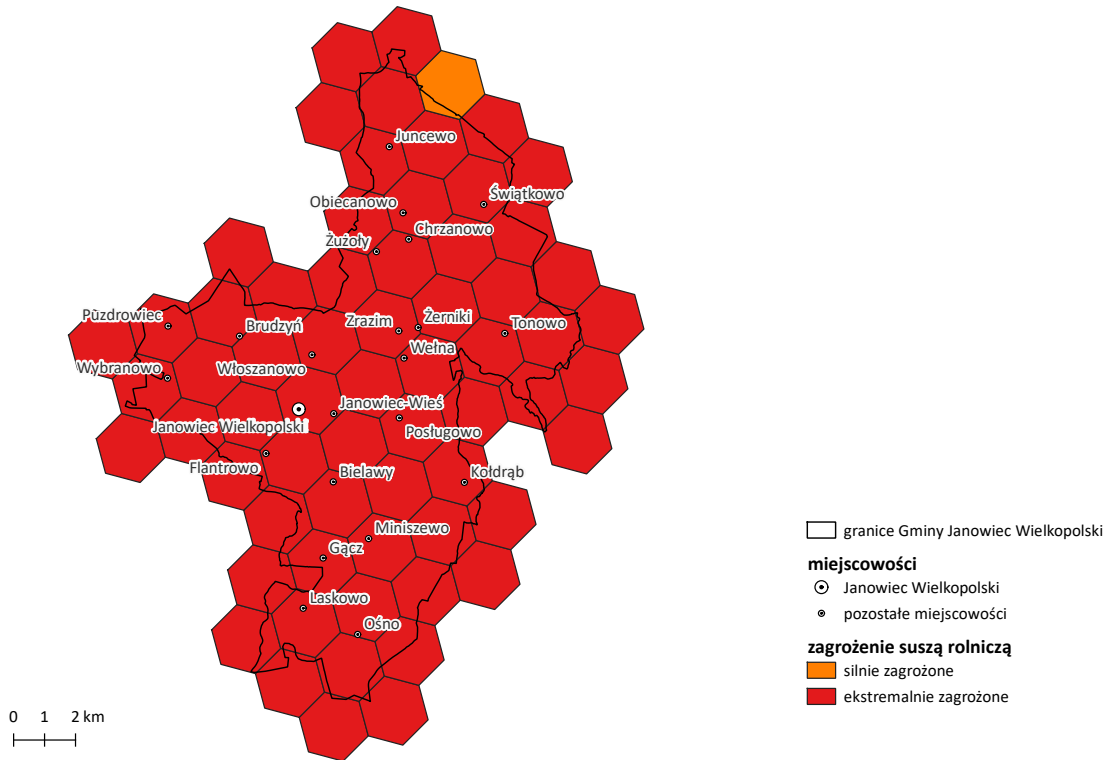 Juncewo
Świątkowo
Obiecanowo
Chrzanowo
Żużoły
Puzdrowiec
Brudzyń
Zrazim
Żerniki
Tonowo
Wełna
Wybranowo
Włoszanowo
Janowiec-Wieś
Janowiec Wielkopolski
Posługowo
Flantrowo
Bielawy
Kołdrąb
Miniszewo
Gącz
Laskowo
Ośno
granice Gminy Janowiec Wielkopolski
miejscowości
Janowiec Wielkopolski
pozostałe miejscowości
zagrożenie suszą rolniczą
silnie zagrożone
ekstremalnie zagrożone
0 1 2 km